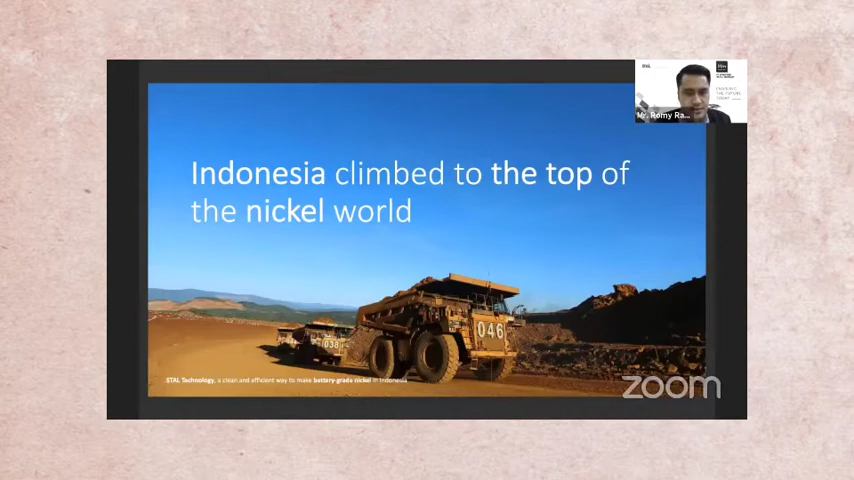 Indonesia climbed to the top of
the nickel world
Mr. Romy Ra...
046
038
STAL Technology, a clean and efficient way to make battery-grade nickel in Indonesia
zoom